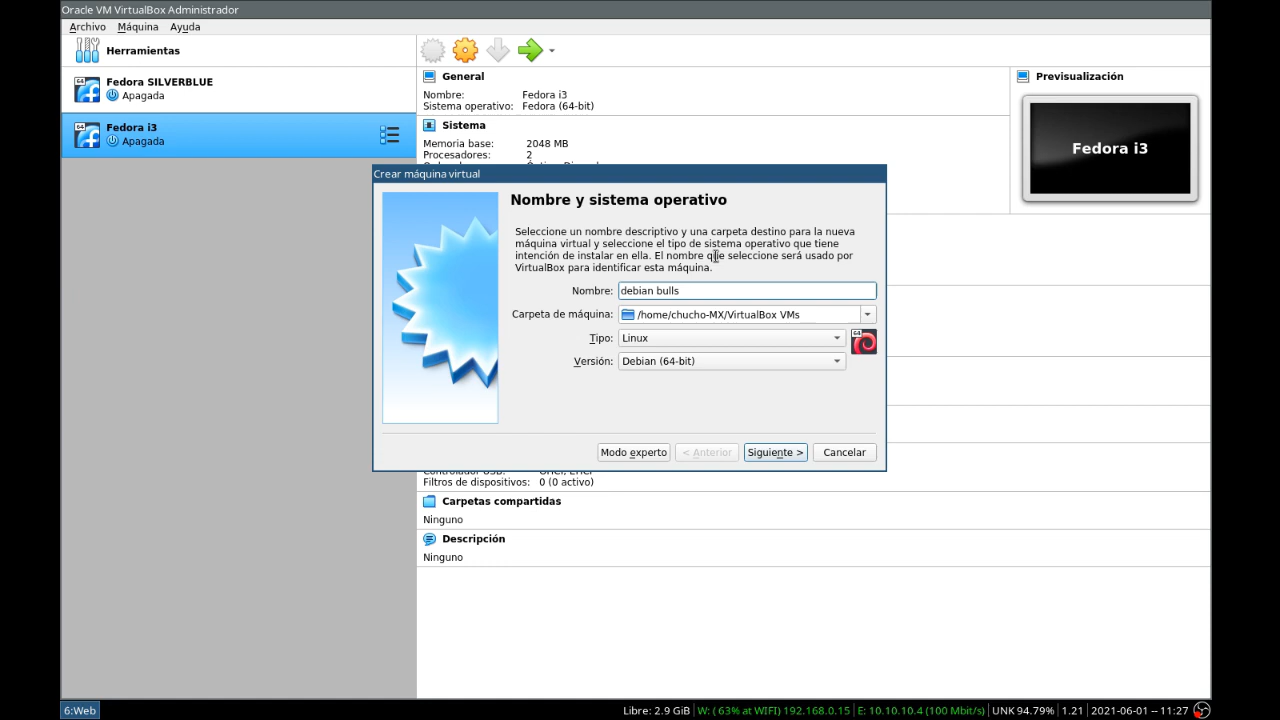 Oracle VM VirtualBox Administrador
Archivo Máquina Ayuda
Herramientas
Fedora SILVERBLUE
Apagada
Fedora i3
Apagada
General
Nombre: Fedora i3
Sistema operativo: Fedora (64-bit)
Sistema
Memoria base: 2048 MB
Procesadores: 2
Previsualización
Fedora i3
Crear máquina virtual
Nombre y sistema operativo
Seleccione un nombre descriptivo y una carpeta destino para la nueva
máquina virtual y seleccione el tipo de sistema operativo que tiene
intención de instalar en ella. El nombre que seleccione será usado por
VirtualBox para identificar esta máquina.
Nombre: debian bulls
Carpeta de máquina: /home/chucho-MX/VirtualBox VMs
Tipo: Linux
64
Versión: Debian (64-bit)
Modo experto < Anterior Siguiente > Cancelar
Filtros de dispositivos: 0 (0 activo)
Carpetas compartidas
Ninguno
Descripción
Ninguno
6:Web
Libre: 2.9 GiB W: ( 63% at WIFI) 192.168.0.15 E: 10.10.10.4 (100 Mbit/s) UNK 94.79% 1.21 2021-06-01 -- 11:27